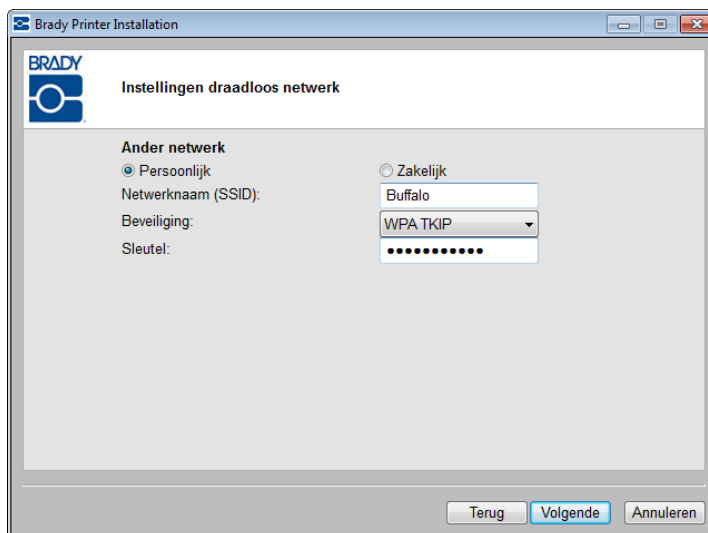 Brady Printer Installation
BRADY
Instellingen draadloos netwerk
Ander netwerk
Persoonlijk Zakelijk
Netwerknaam (SSID): Buffalo
Beveiliging: WPA TKIP
Sleutel: •••••••••••
Terug Volgende Annuleren